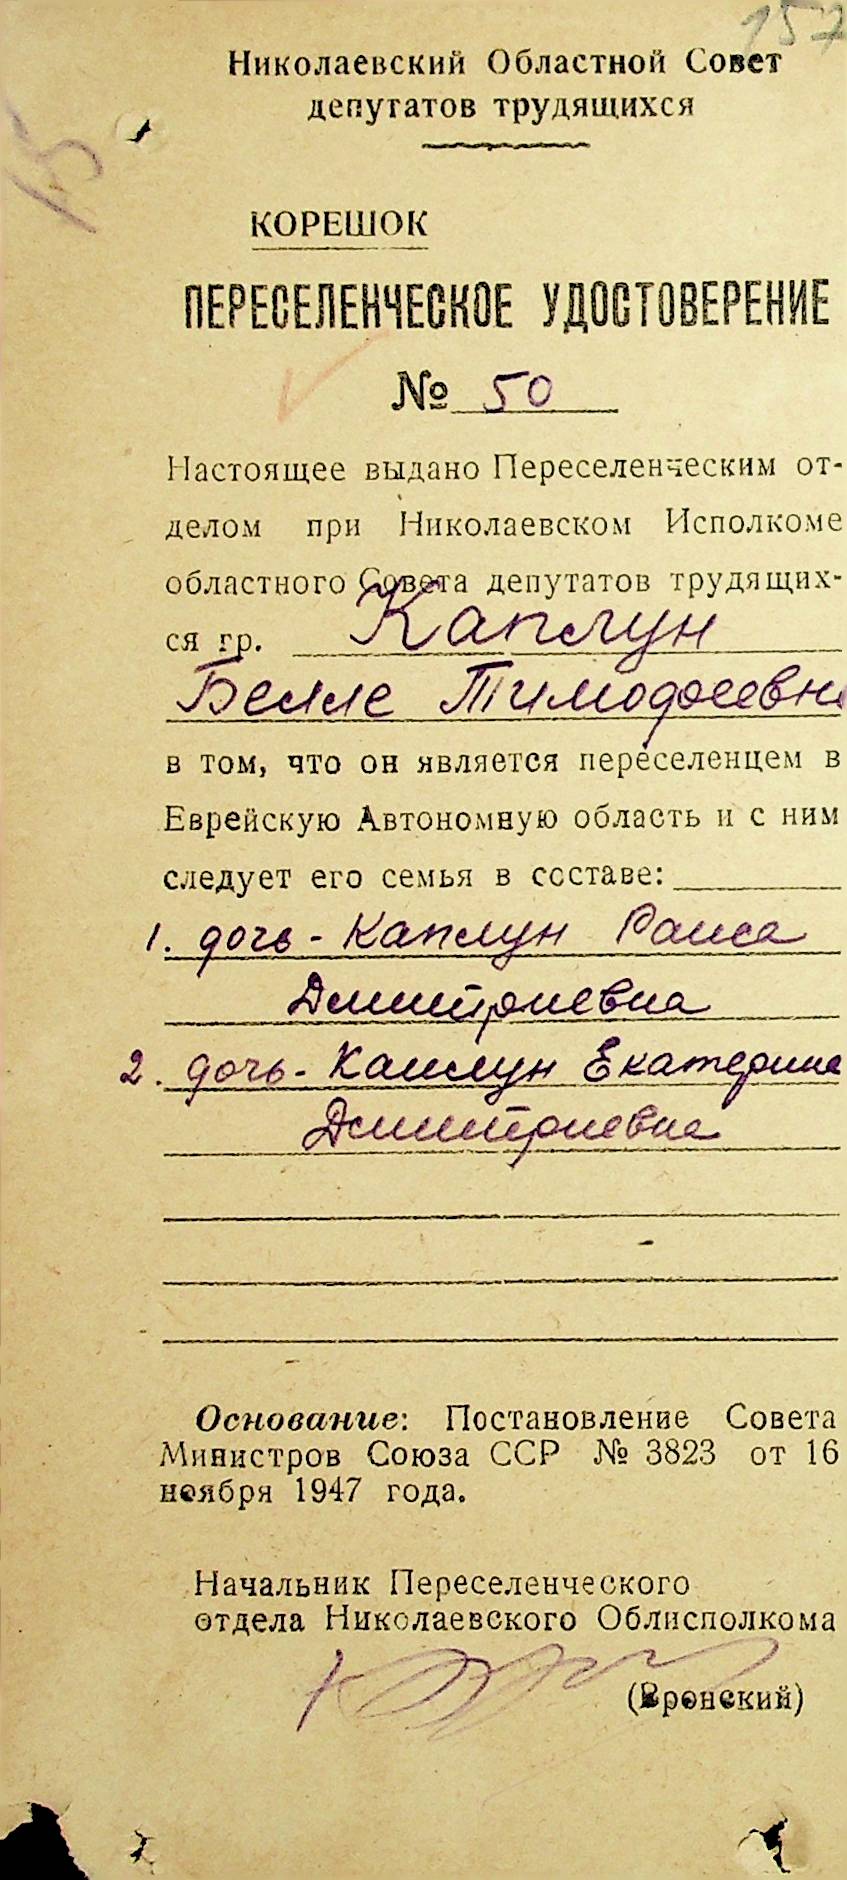 157
Николаевский Областной Совет
депутатов трудящихся
15
КОРЕШОК
ПЕРЕСЕЛЕНЧЕСКОЕ УДОСТОВЕРЕНИЕ
№ 50
Настоящее выдано Переселенческим от-
делом при Николаевском Исполкоме
областного Совета депутатов трудящих-
ся гр. Каплун
Белле Тимофеевне
в том, что он является переселенцем в
Еврейскую Автономную область и с ним
следует его семья в составе:
1. дочь - Каплун Раиса
Дмитриевна
2. дочь - Каплун Екатерина
Дмитриевна
Основание: Постановление Совета
Министров Союза ССР № 3823 от 16
ноября 1947 года.
Начальник Переселенческого
отдела Николаевского Облисполкома
(Вронский)